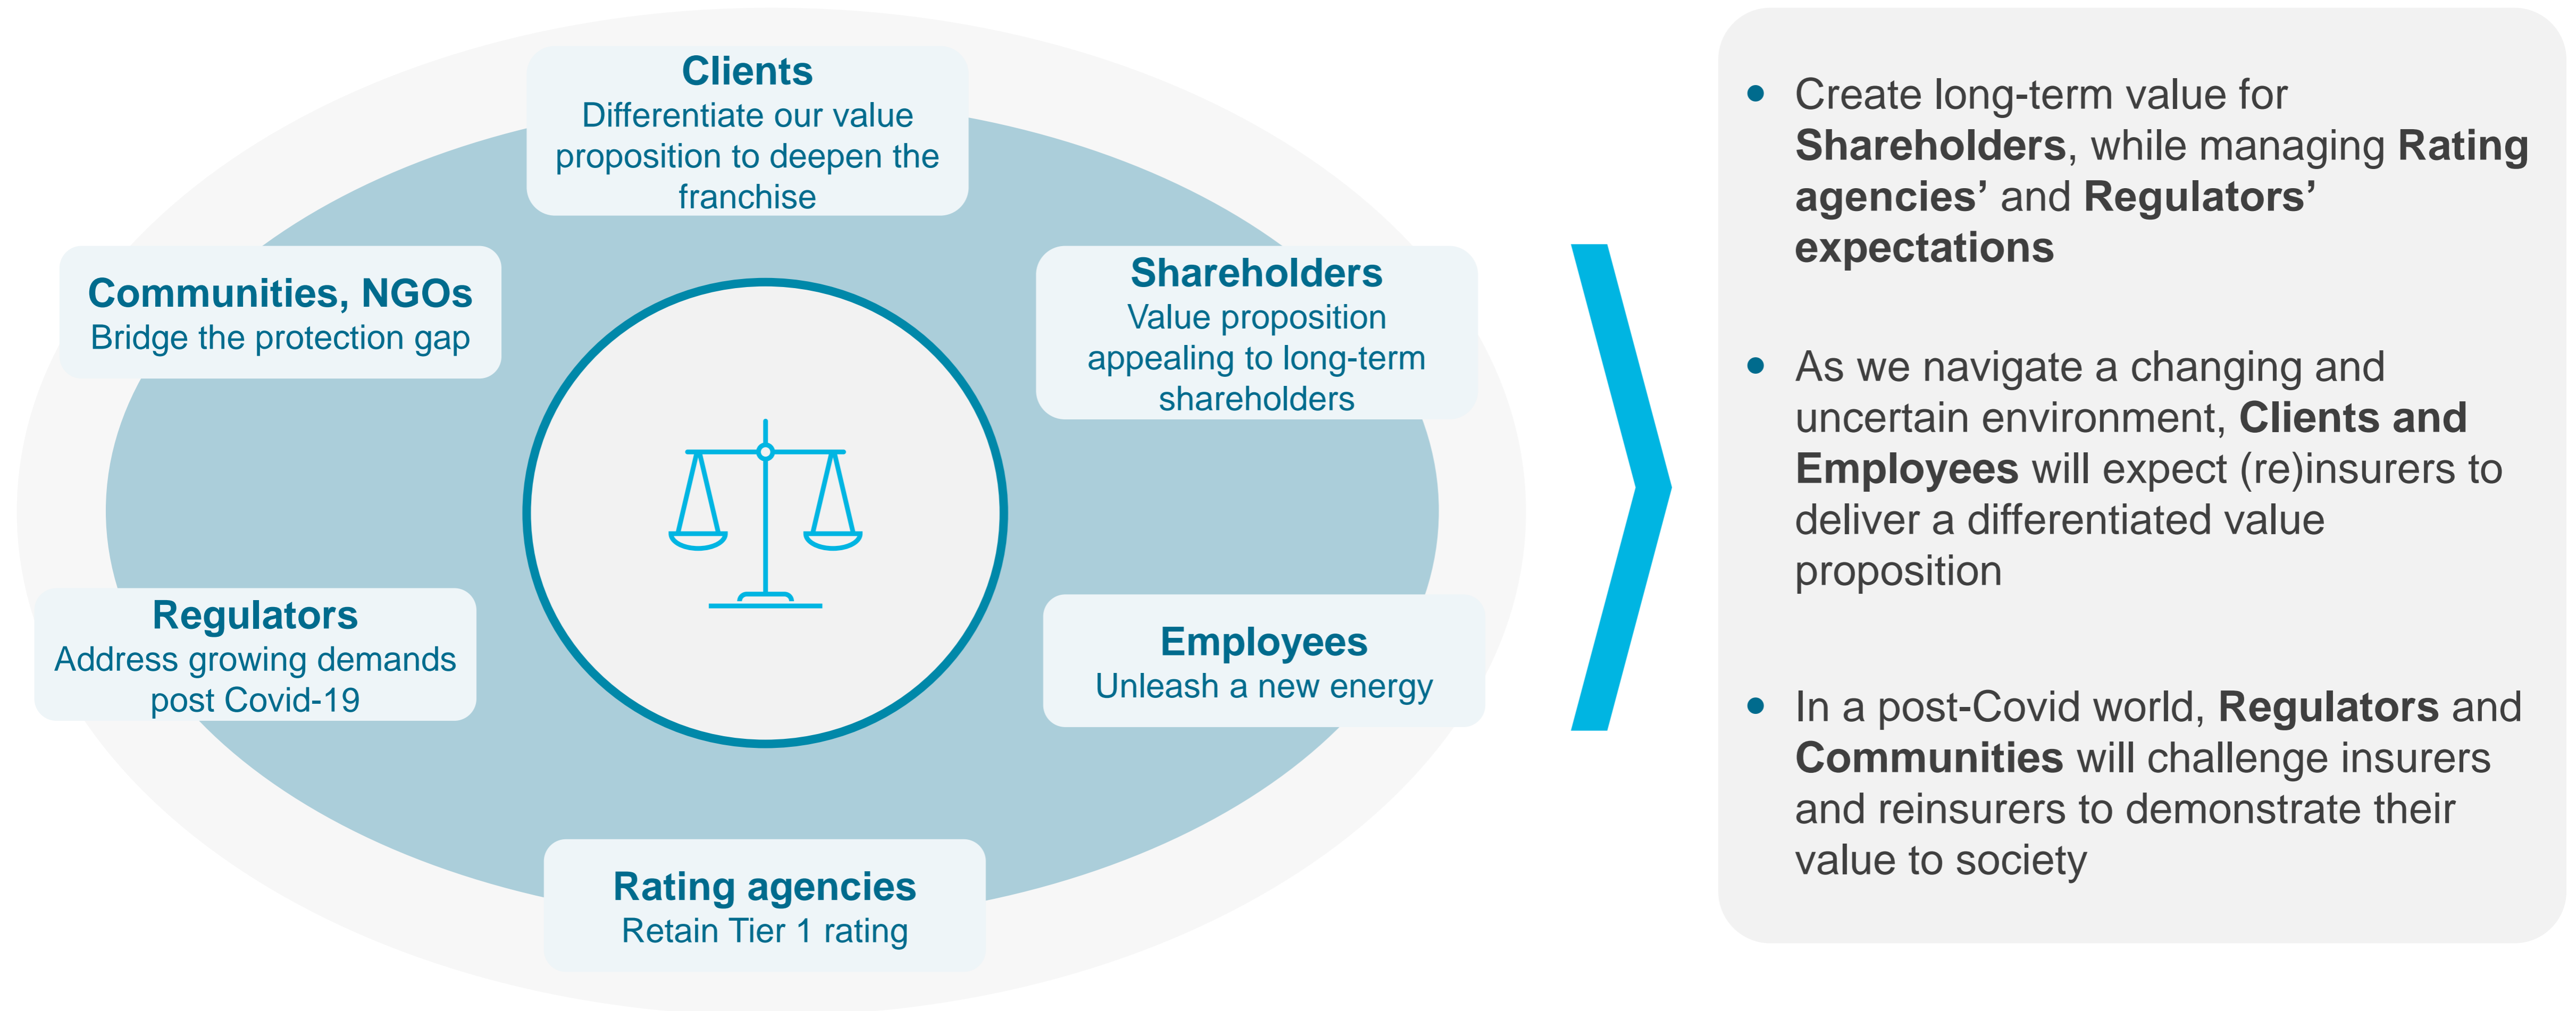 Clients
Differentiate our value
proposition to deepen the
franchise
Communities, NGOs
Bridge the protection gap
Shareholders
Value proposition
appealing to long-term
shareholders
Regulators
Address growing demands
post Covid-19
Employees
Unleash a new energy
Rating agencies
Retain Tier 1 rating
• Create long-term value for
Shareholders, while managing Rating
agencies’ and Regulators’
expectations
• As we navigate a changing and
uncertain environment, Clients and
Employees will expect (re)insurers to
deliver a differentiated value
proposition
• In a post-Covid world, Regulators and
Communities will challenge insurers
and reinsurers to demonstrate their
value to society